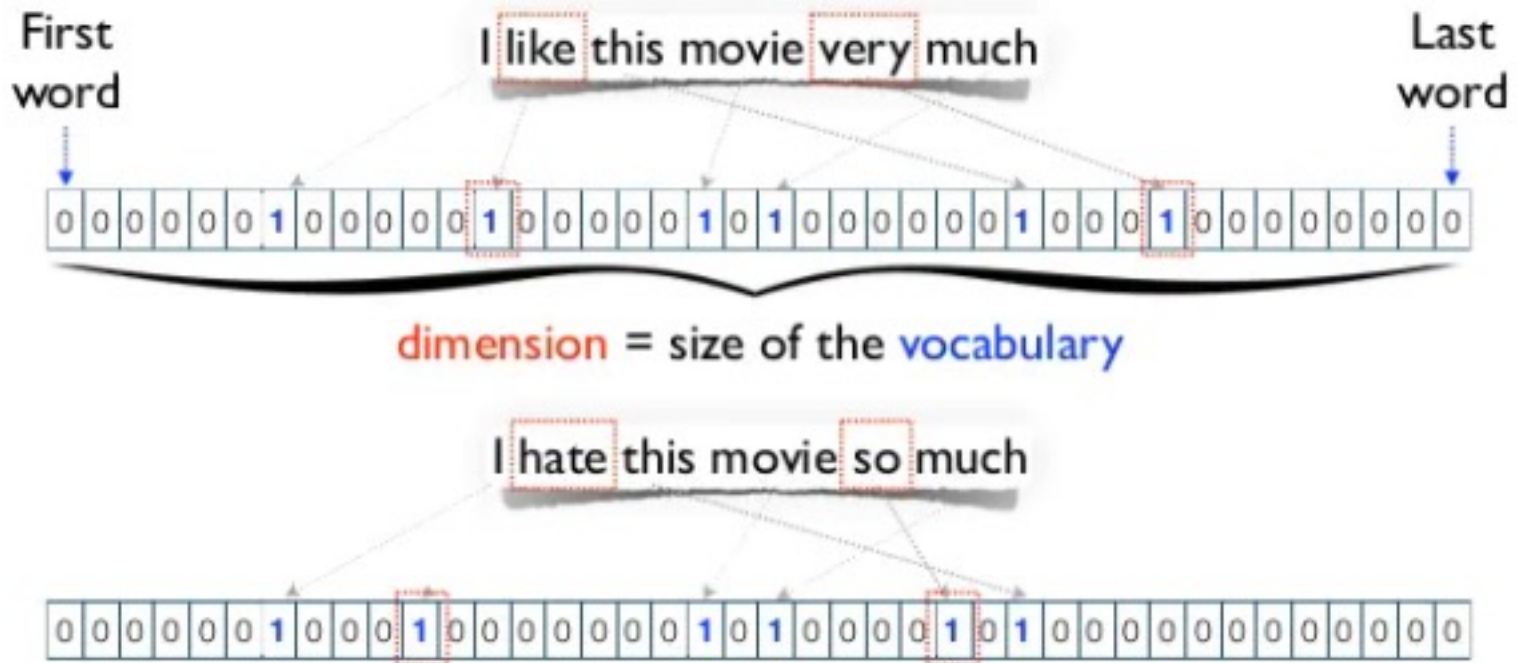 First word
I like this movie very much
Last word
0 0 0 0 0 0 1 0 0 0 0 0 1 0 0 0 0 0 1 0 1 0 0 0 0 0 0 1 0 0 0 1 0 0 0 0 0 0 0 0
dimension = size of the vocabulary
I hate this movie so much
0 0 0 0 0 0 1 0 0 0 1 0 0 0 0 0 0 0 1 0 1 0 0 0 0 1 0 1 0 0 0 0 0 0 0 0 0 0 0 0